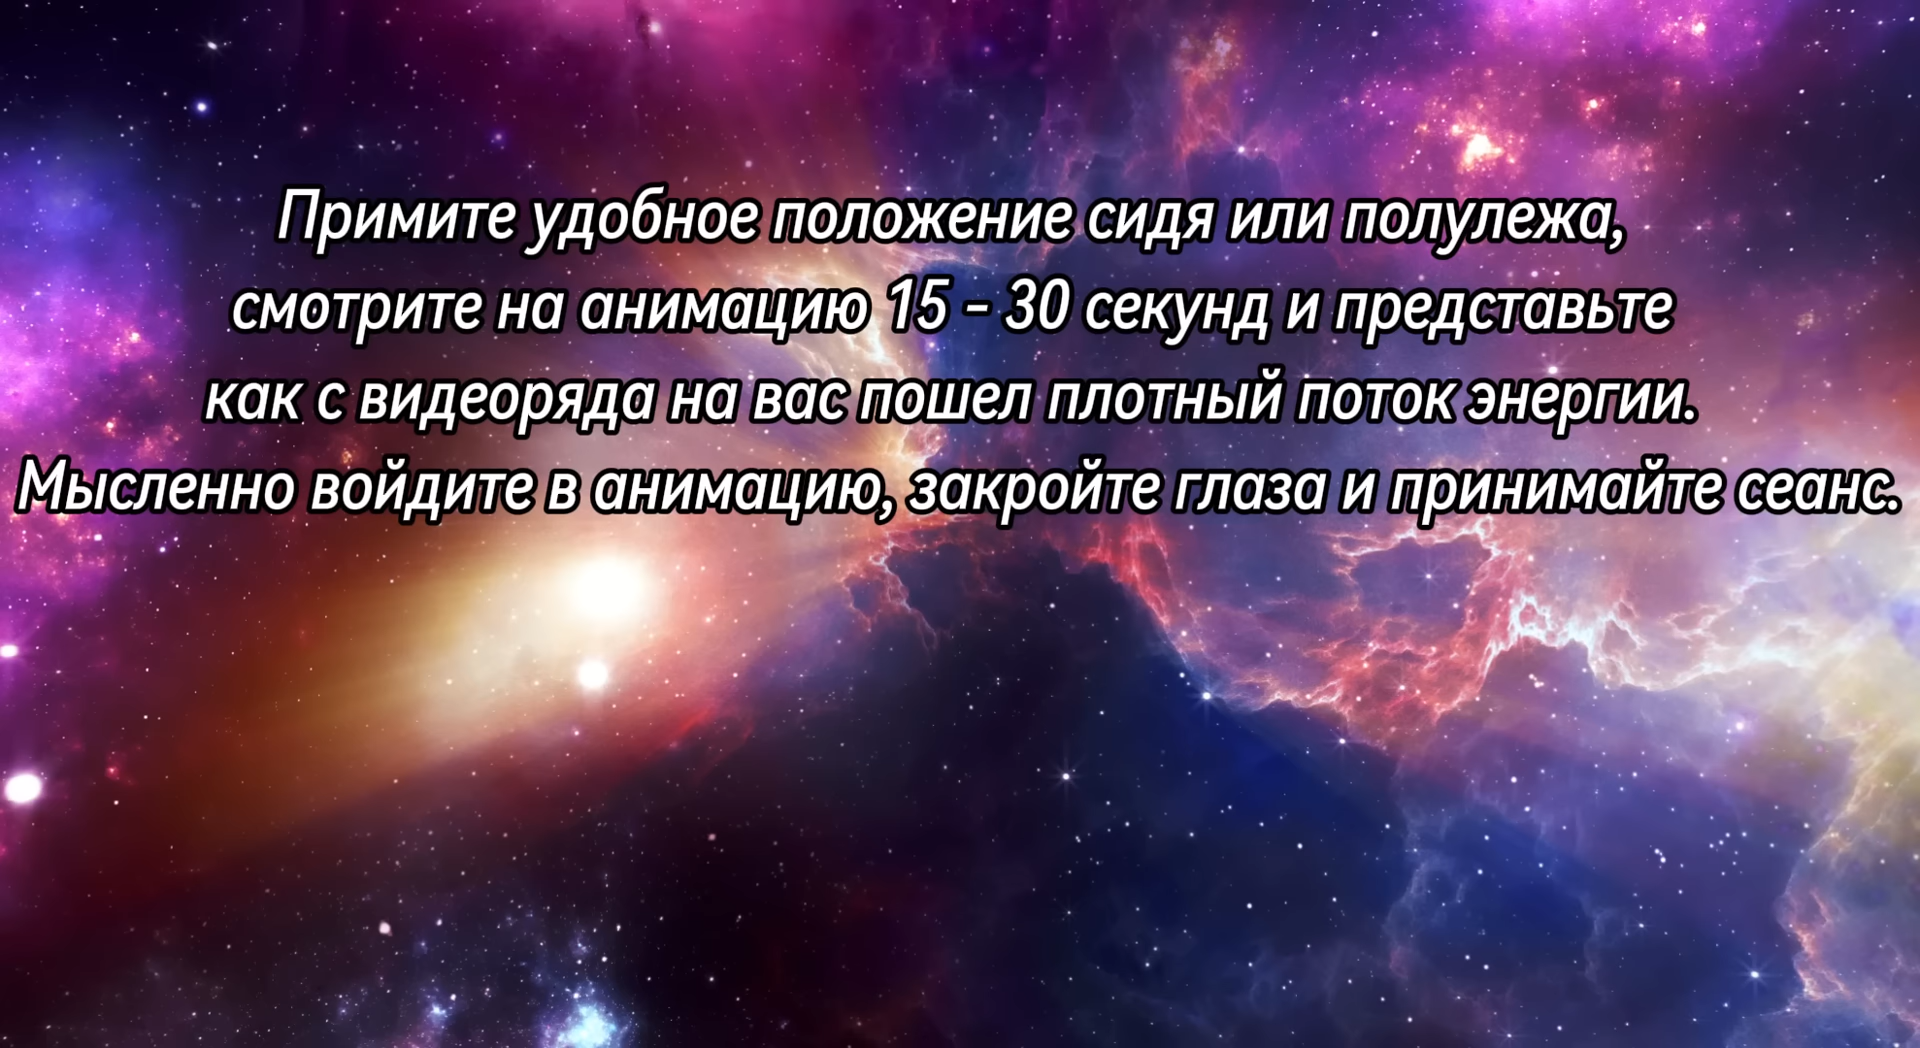 Примите удобное положение сидя или полулежа,
смотрите на анимацию 15 - 30 секунд и представьте
как с видеоряда на вас пошел плотный поток энергии.
Мысленно войдите в анимацию, закройте глаза и принимайте сеанс.